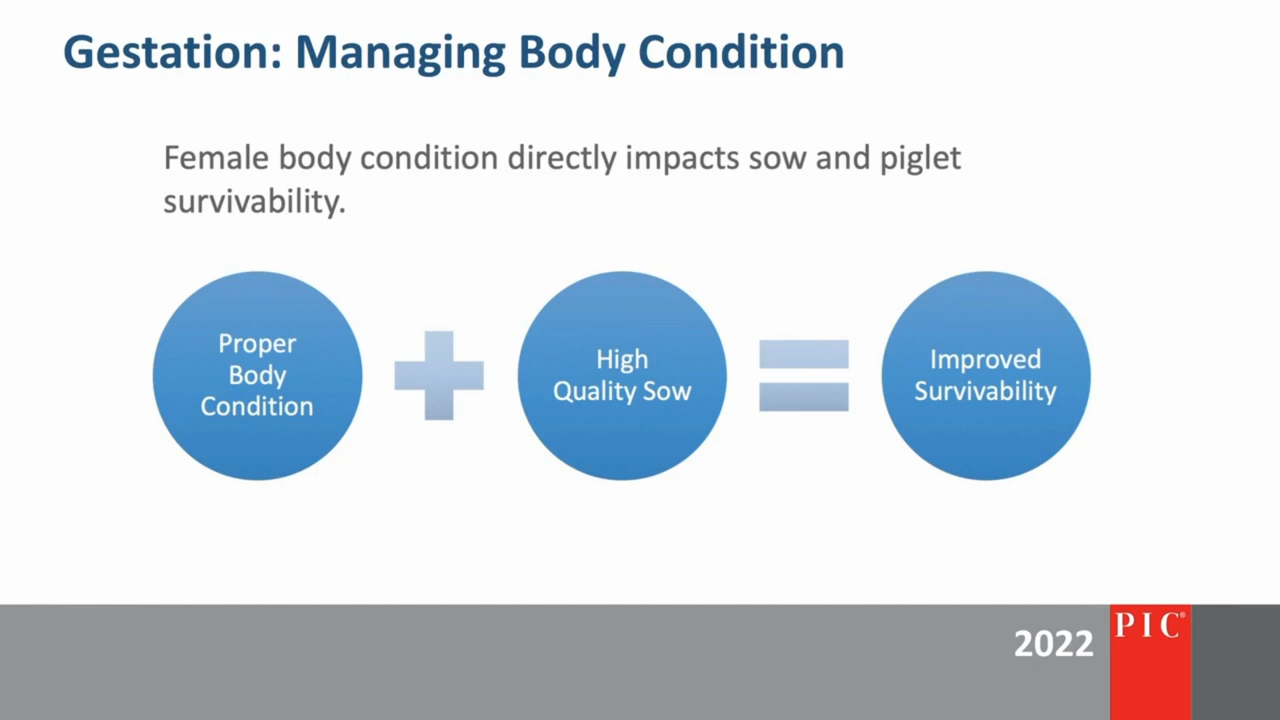 Gestation: Managing Body Condition
Female body condition directly impacts sow and piglet
survivability.
Proper
Body
Condition
High
Quality Sow
Improved
Survivability
2022
PIC®